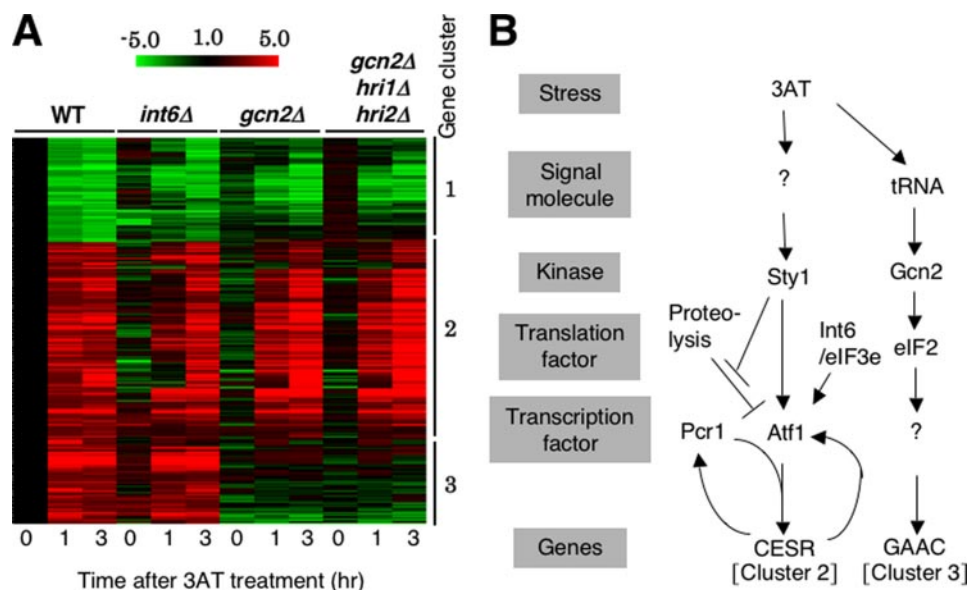 A
-5.0 1.0 5.0
WT
int6Δ
gcn2Δ
gcn2Δ
hri1Δ
hri2Δ
Gene cluster
1
2
3
0 1 3 0 1 3 0 1 3 0 1 3
Time after 3AT treatment (hr)
B
Stress
Signal
molecule
Kinase
Translation
factor
Transcription
factor
Genes
3AT
?
tRNA
Sty1
Gcn2
Proteo-
lysis
Int6
/eIF3e
eIF2
Pcr1
Atf1
?
CESR
[Cluster 2]
GAAC
[Cluster 3]